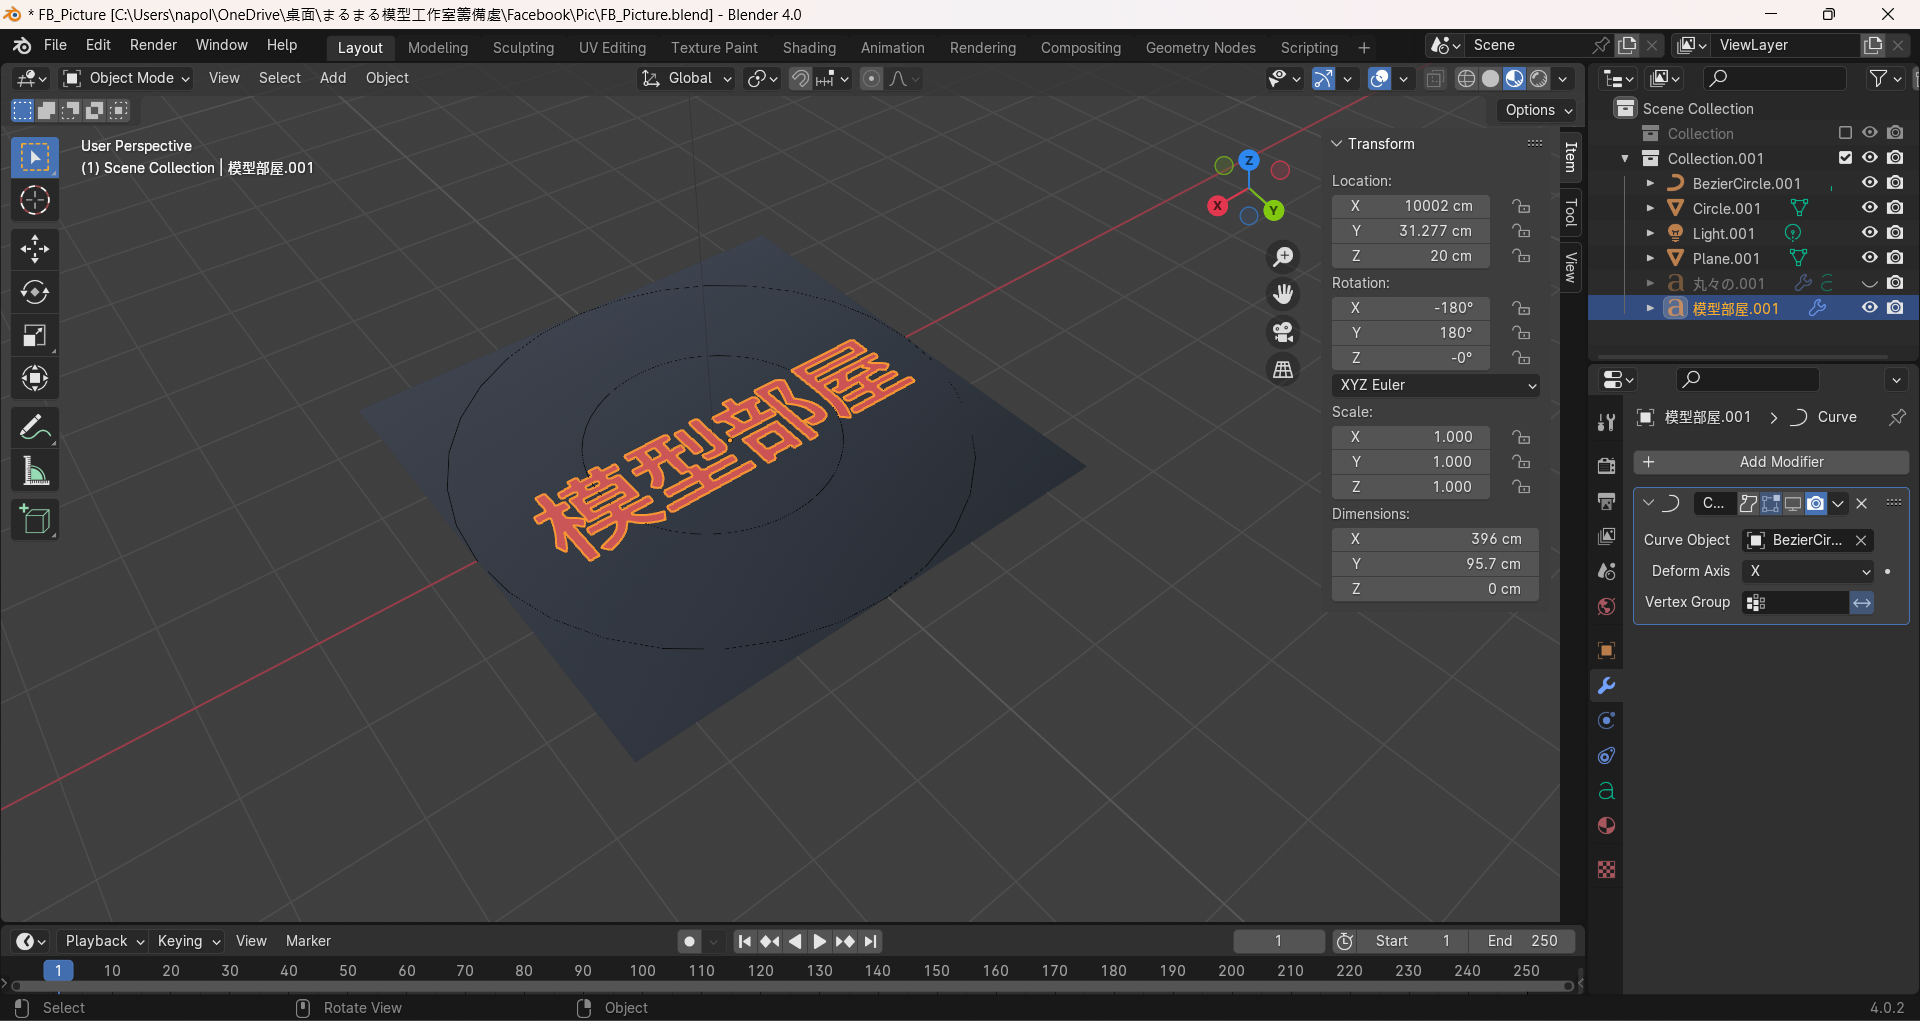 * FB_Picture [C:\Users\napol\OneDrive\桌面\まるまる模型工作室籌備處\Facebook\Pic\FB_Picture.blend] - Blender 4.0
File Edit Render Window Help Layout Modeling Sculpting UV Editing Texture Paint Shading Animation Rendering Compositing Geometry Nodes Scripting + Scene ViewLayer
Object Mode View Select Add Object Global
Options
User Perspective
(1) Scene Collection | 模型部屋.001
模型部屋
Z
X
Y
Transform
Location:
X 10002 cm
Y 31.277 cm
Z 20 cm
Rotation:
X -180°
Y 180°
Z -0°
XYZ Euler
Scale:
X 1.000
Y 1.000
Z 1.000
Dimensions:
X 396 cm
Y 95.7 cm
Z 0 cm
Item
Tool
View
Scene Collection
Collection
Collection.001
BezierCircle.001
Circle.001
Light.001
Plane.001
丸々の.001
模型部屋.001
模型部屋.001 > Curve
+ Add Modifier
C...
Curve Object BezierCir...
Deform Axis X
Vertex Group
Playback Keying View Marker 1 Start 1 End 250
1 10 20 30 40 50 60 70 80 90 100 110 120 130 140 150 160 170 180 190 200 210 220 230 240 250
Select Rotate View Object 4.0.2